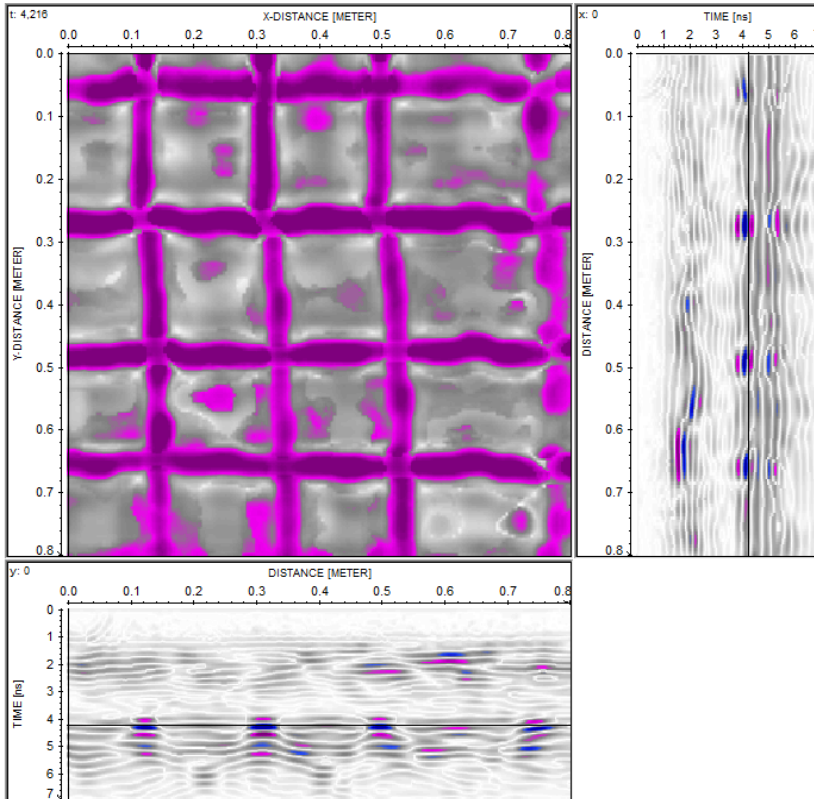 t: 4,216
X-DISTANCE [METER]
0.0 0.1 0.2 0.3 0.4 0.5 0.6 0.7 0.8
Y-DISTANCE [METER]
0.0
0.1
0.2
0.3
0.4
0.5
0.6
0.7
0.8
x: 0
TIME [ns]
0 1 2 3 4 5 6
DISTANCE [METER]
0.0
0.1
0.2
0.3
0.4
0.5
0.6
0.7
0.8
y: 0
DISTANCE [METER]
0.0 0.1 0.2 0.3 0.4 0.5 0.6 0.7 0.8
TIME [ns]
0
1
2
3
4
5
6
7